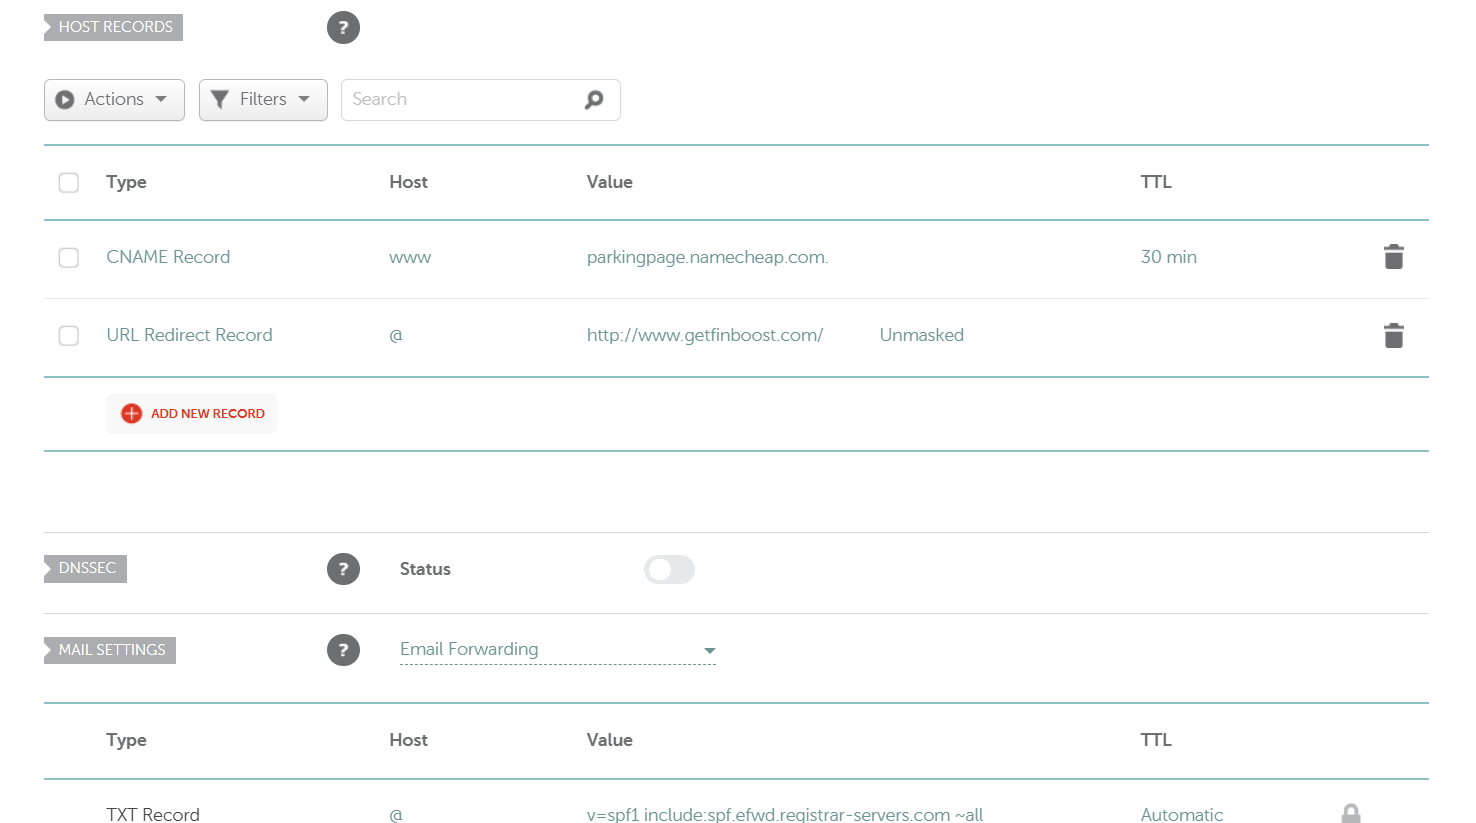 HOST RECORDS ?
Actions Filters Search
Type Host Value TTL
CNAME Record www parkingpage.namecheap.com. 30 min
URL Redirect Record @ http://www.getfinboost.com/ Unmasked
ADD NEW RECORD
DNSSEC ? Status
MAIL SETTINGS ? Email Forwarding
Type Host Value TTL
TXT Record @ v=spf1 include:spf.efwd.registrar-servers.com ~all Automatic